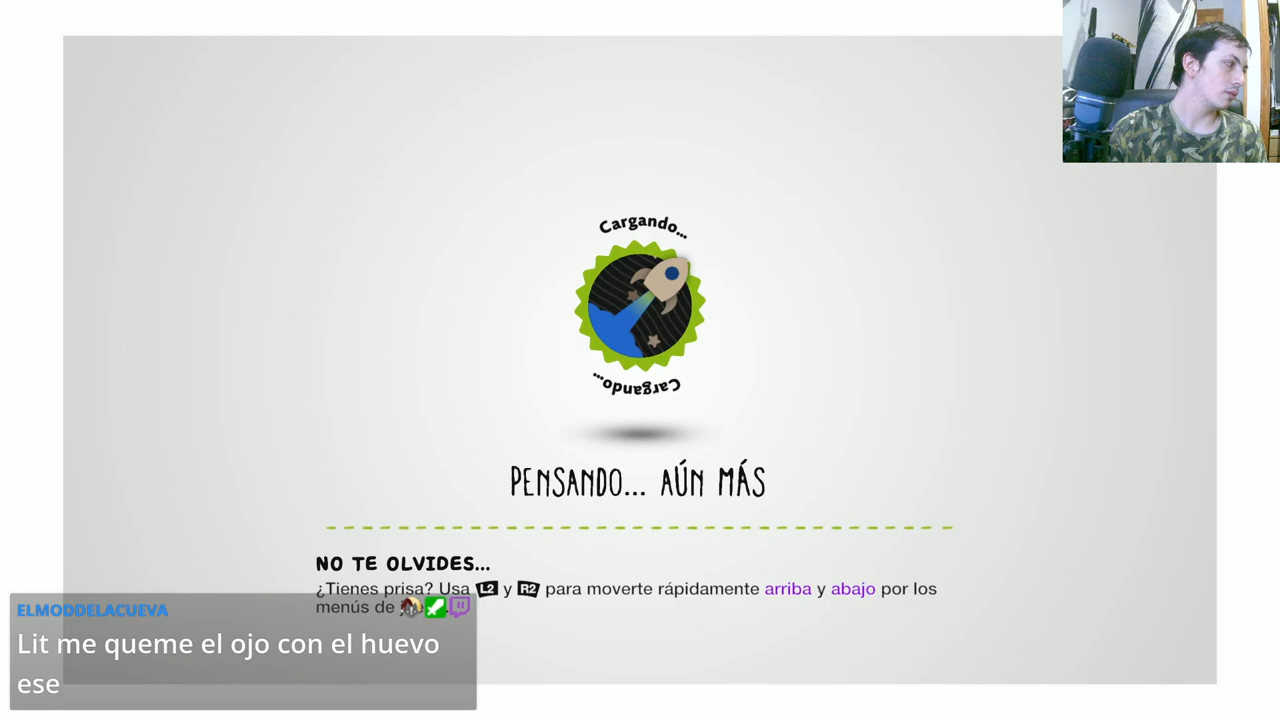 Cargando...
Cargando...
PENSANDO... AÚN MÁS
NO TE OLVIDES...
¿Tienes prisa? Usa L2 y R2 para moverte rápidamente arriba y abajo por los
menús de
ELMODDELACUEVA
Lit me queme el ojo con el huevo
ese